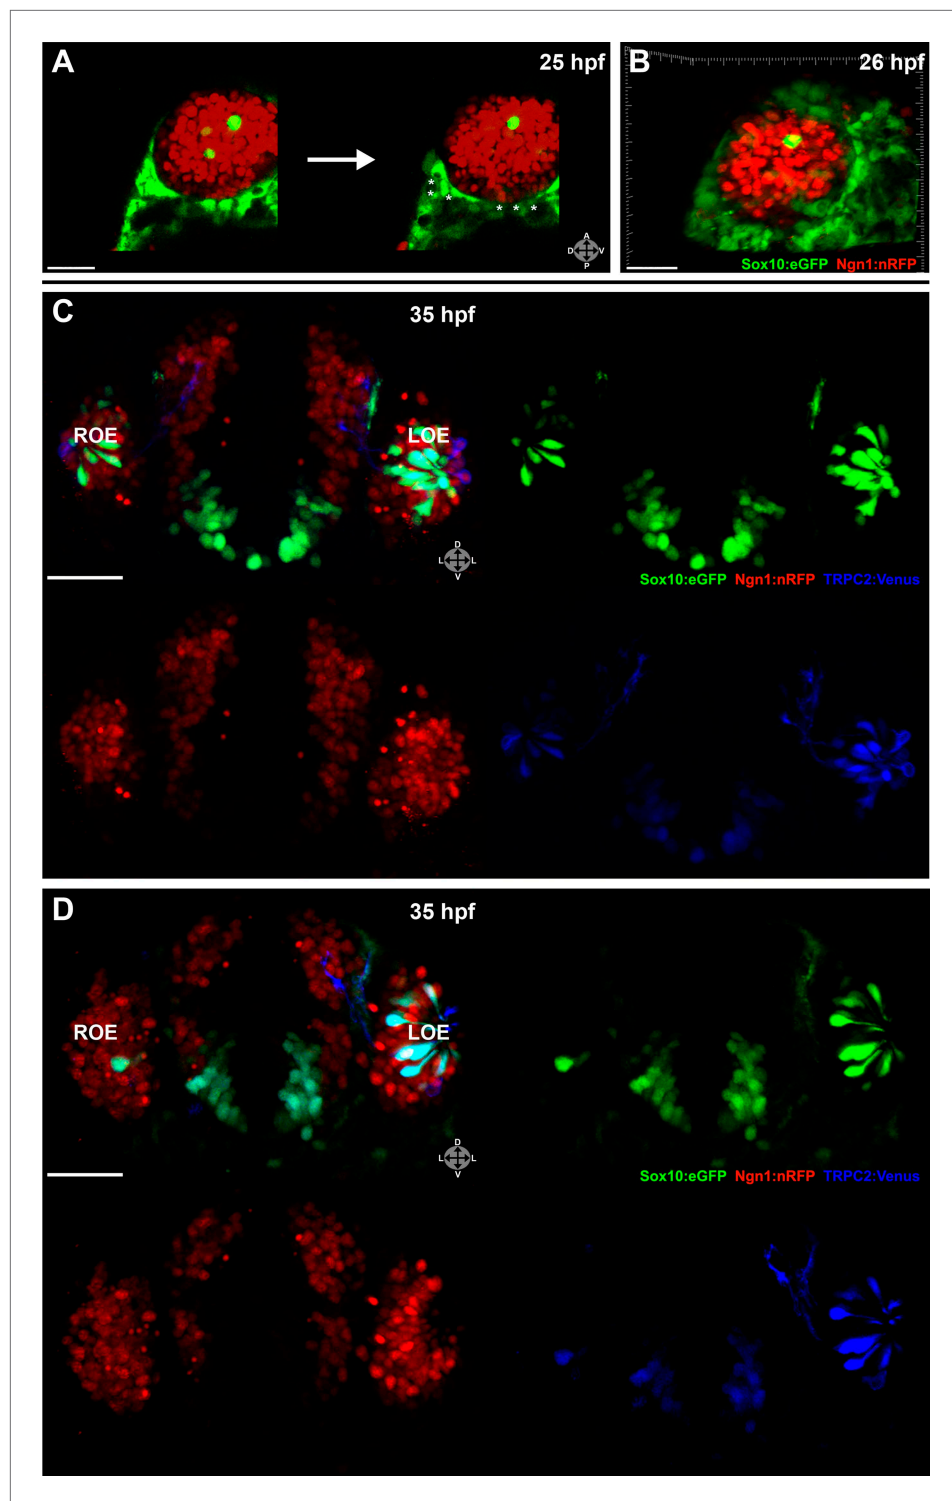 A
25 hpf
* * * * * *
A
D V
P
B
26 hpf
Sox10:eGFP Ngn1:nRFP
C
35 hpf
ROE
LOE
D
L L
V
Sox10:eGFP Ngn1:nRFP TRPC2:Venus
D
35 hpf
ROE
LOE
D
L L
V
Sox10:eGFP Ngn1:nRFP TRPC2:Venus